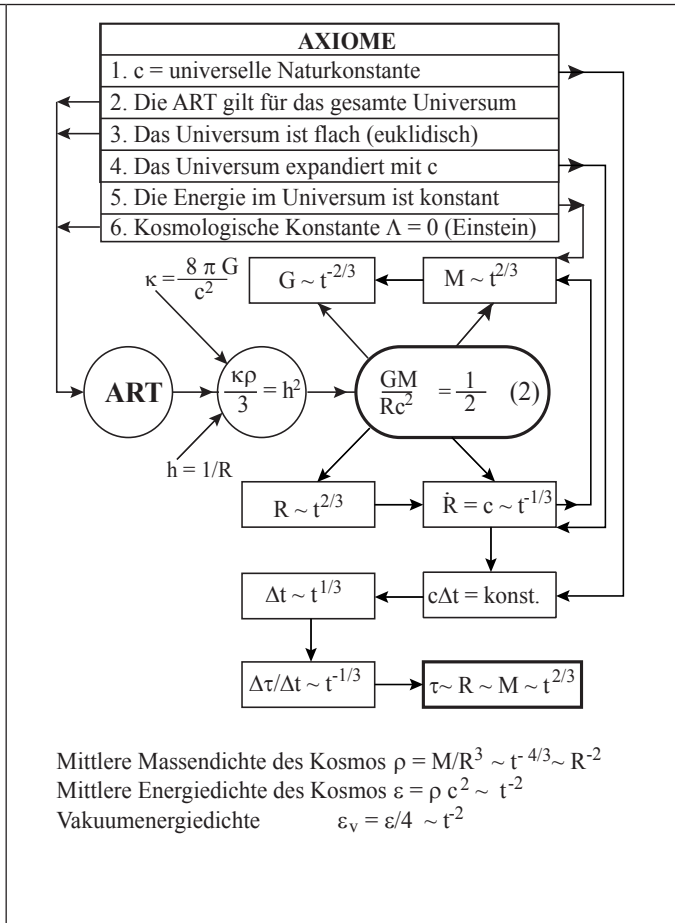 AXIOME
1. c = universelle Naturkonstante
2. Die ART gilt für das gesamte Universum
3. Das Universum ist flach (euklidisch)
4. Das Universum expandiert mit c
5. Die Energie im Universum ist konstant
6. Kosmologische Konstante Λ = 0 (Einstein)
κ = 8 π G / c²
G ~ t^-2/3
M ~ t^2/3
ART
κρ/3 = h²
GM/Rc² = 1/2 (2)
h = 1/R
R ~ t^2/3
Ṙ = c ~ t^-1/3
Δt ~ t^1/3
cΔt = konst.
Δτ/Δt ~ t^-1/3
τ~ R ~ M ~ t^2/3
Mittlere Massendichte des Kosmos ρ = M/R³ ~ t^-4/3 ~ R^-2
Mittlere Energiedichte des Kosmos ε = ρ c² ~ t^-2
Vakuumenergiedichte ε_v = ε/4 ~ t^-2